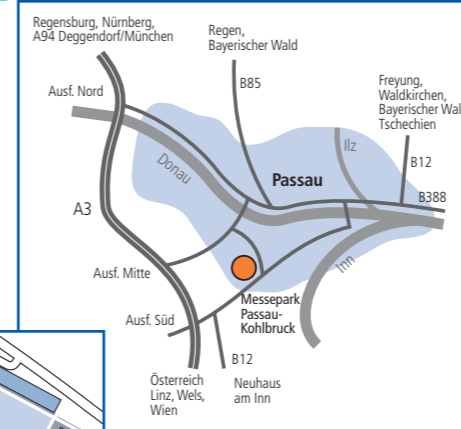 Regensburg, Nürnberg,
A94 Deggendorf/München
Regen,
Bayerischer Wald
Ausf. Nord
B85
Freyung,
Waldkirchen,
Bayerischer Wal
Tschechien
Ilz
Donau
Passau
B12
B388
A3
Inn
Ausf. Mitte
Messepark
Passau-
Kohlbruck
Ausf. Süd
B12
Österreich
Linz, Wels,
Wien
Neuhaus
am Inn